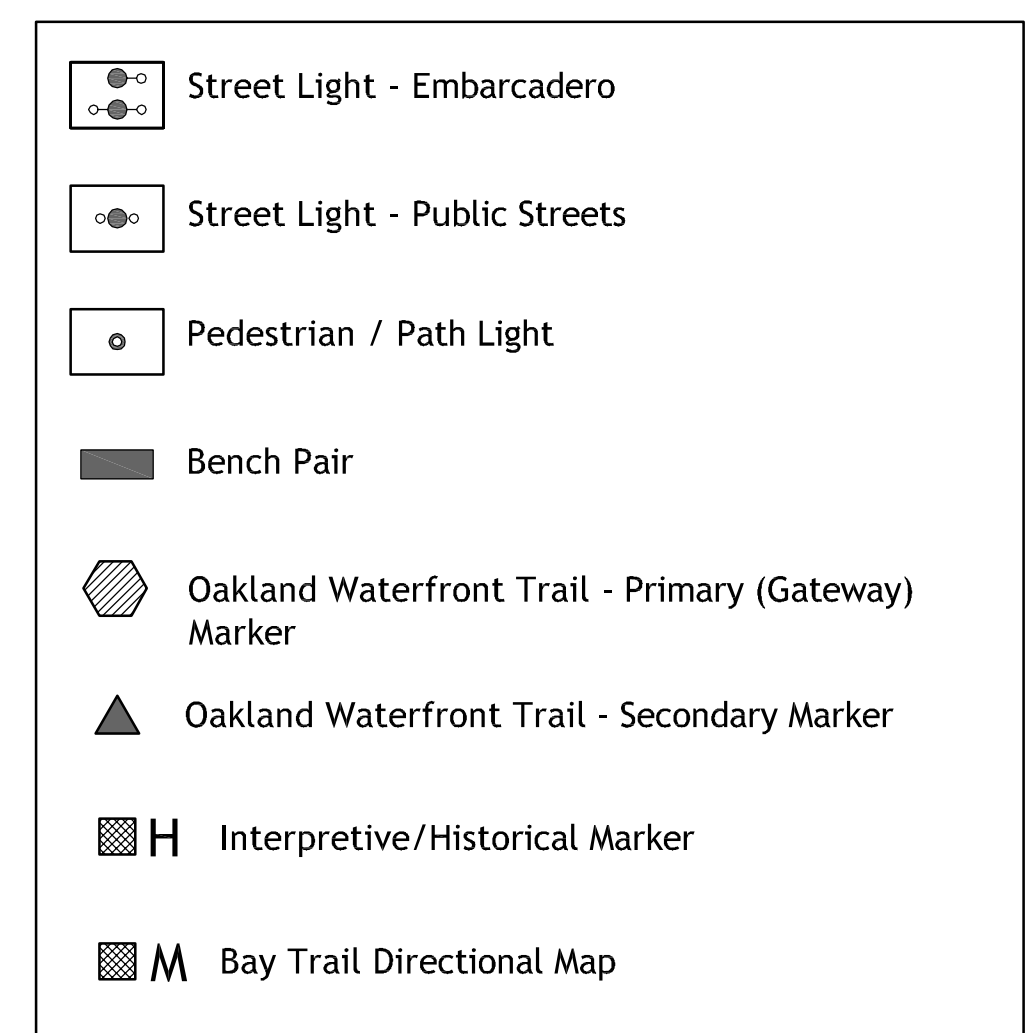 Street Light - Embarcadero
Street Light - Public Streets
Pedestrian / Path Light
Bench Pair
Oakland Waterfront Trail - Primary (Gateway)
Marker
Oakland Waterfront Trail - Secondary Marker
H Interpretive/Historical Marker
M Bay Trail Directional Map